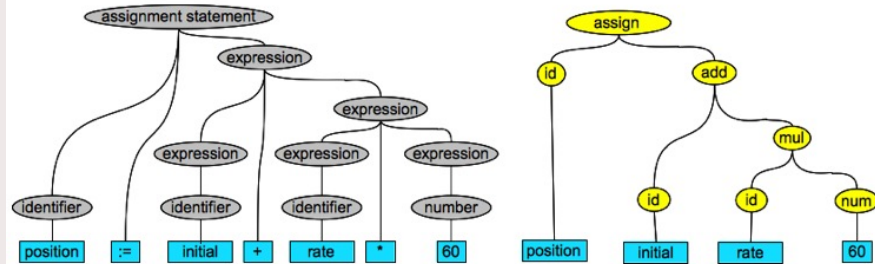 assignment statement
expression
expression
expression expression expression
identifier identifier identifier number
position := initial + rate * 60
assign
id add
mul
id id num
position initial rate 60